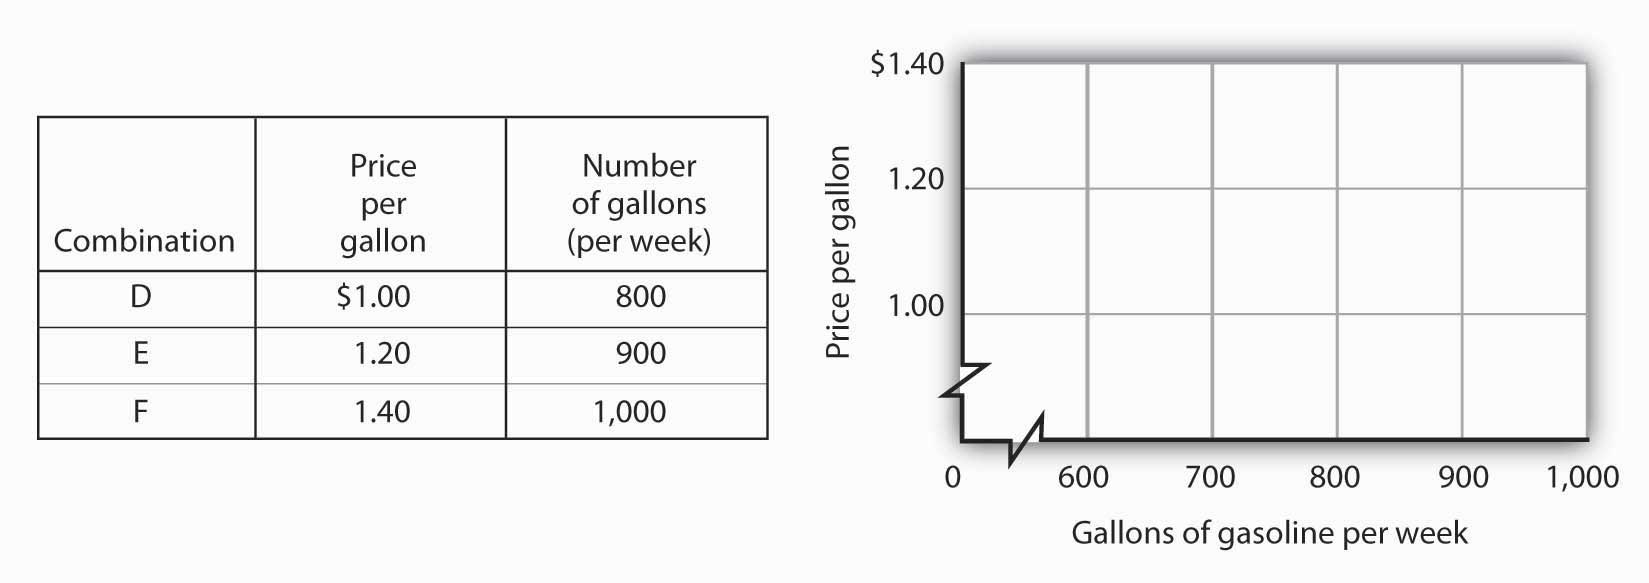 Combination
Price
per
gallon
Number
of gallons
(per week)
D $1.00 800
E 1.20 900
F 1.40 1,000
Price per gallon
$1.40
1.20
1.00
0 600 700 800 900 1,000
Gallons of gasoline per week